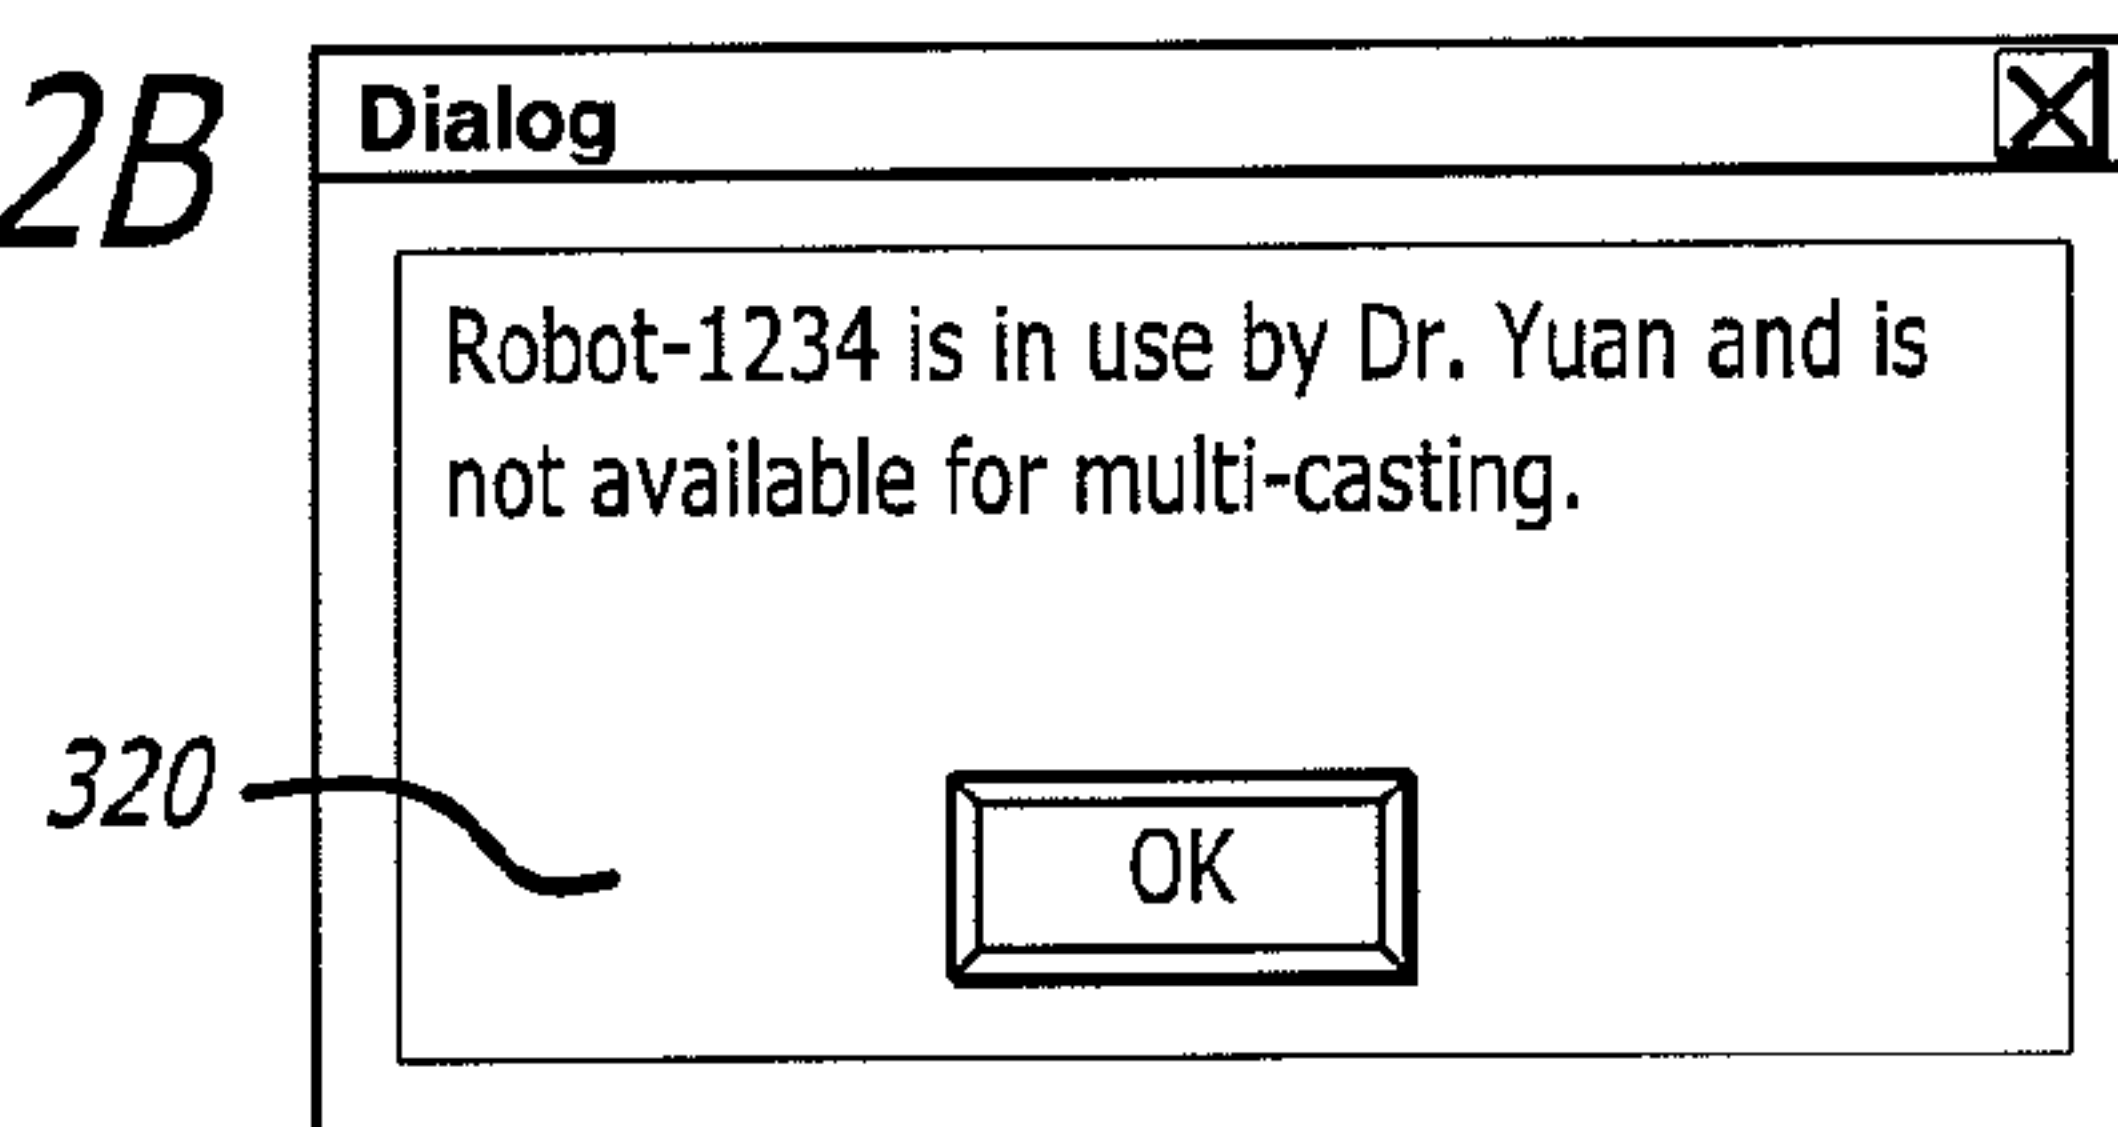 2B
Dialog
Robot-1234 is in use by Dr. Yuan and is
not available for multi-casting.
320
OK